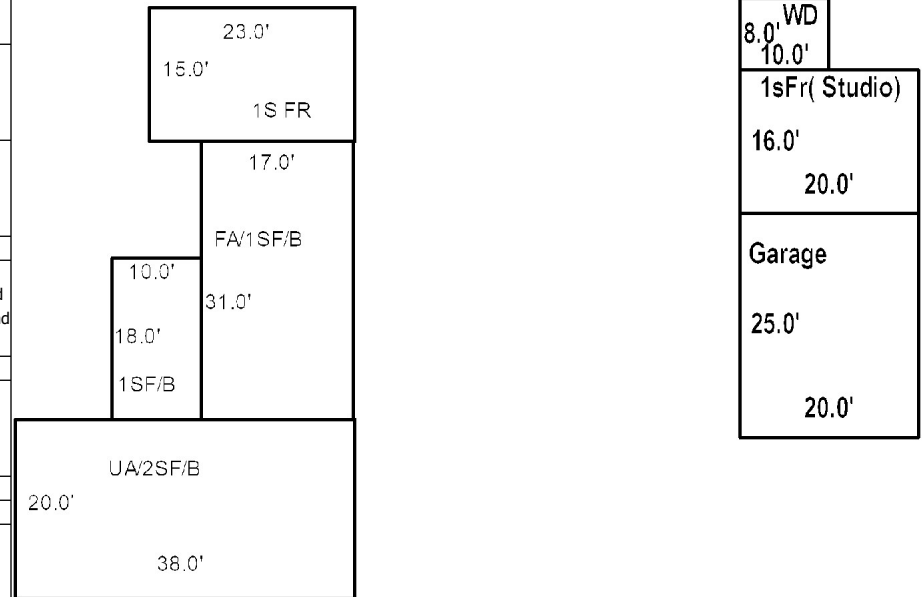 23.0'
15.0'
1S FR
17.0'
FA/1SF/B
31.0'
10.0'
18.0'
1SF/B
UA/2SF/B
20.0'
38.0'
WD
8.0'
10.0'
1sFr( Studio)
16.0'
20.0'
Garage
25.0'
20.0'